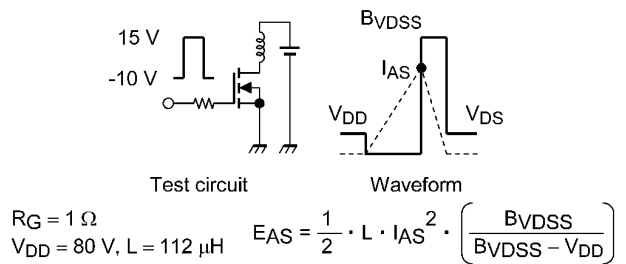 15 V
-10 V
BVDSS
IAS
VDD
VDS
Test circuit
Waveform
RG = 1 Ω
VDD = 80 V, L = 112 μH
EAS = 1/2 · L · IAS² · (BVDSS / (BVDSS − VDD))